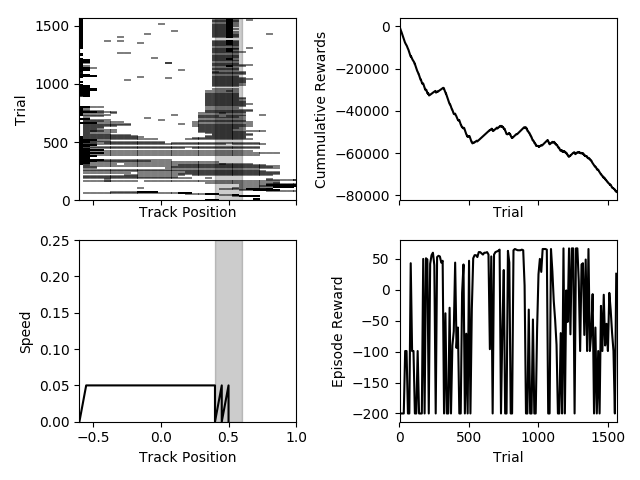 1500
1000
500
0
Trial
Track Position
0
−20000
−40000
−60000
−80000
Cummulative Rewards
Trial
0.25
0.20
0.15
0.10
0.05
0.00
Speed
−0.5 0.0 0.5 1.0
Track Position
50
0
−50
−100
−150
−200
Episode Reward
0 500 1000 1500
Trial